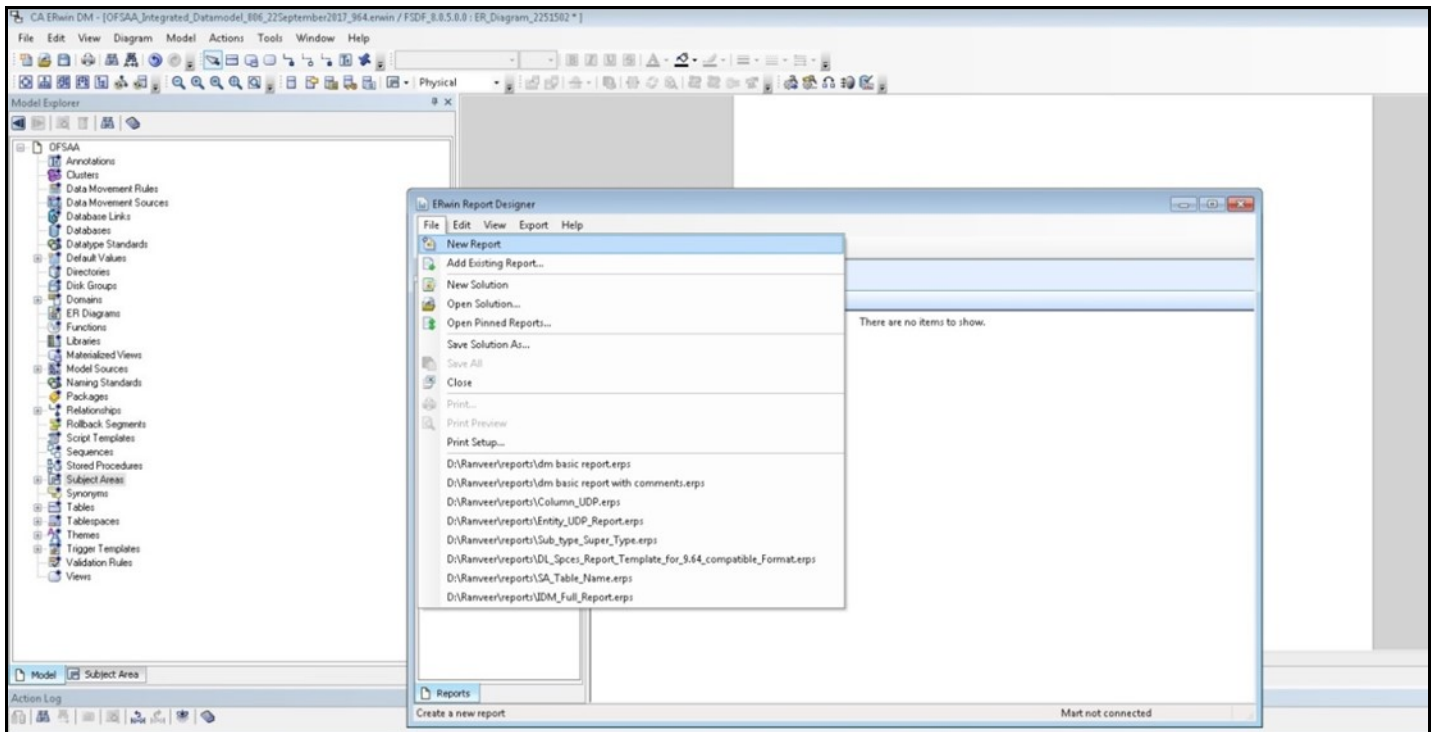 CA ERwin DM - [OFSAA_Integrated_Datamodel_806_22September2017_964.erwin / FSDF_8.0.5.0.0 : ER_Diagram_2251502 * ]
File Edit View Diagram Model Actions Tools Window Help
Physical
Model Explorer
OFSAA
Annotations
Clusters
Data Movement Rules
Data Movement Sources
Database Links
Databases
Datatype Standards
Default Values
Directories
Disk Groups
Domains
ER Diagrams
Functions
Libraries
Materialized Views
Model Sources
Naming Standards
Packages
Relationships
Rollback Segments
Script Templates
Sequences
Stored Procedures
Subject Areas
Synonyms
Tables
Tablespaces
Themes
Trigger Templates
Validation Rules
Views
Model Subject Area
Action Log
ERwin Report Designer
File Edit View Export Help
New Report
Add Existing Report...
New Solution
Open Solution...
Open Pinned Reports...
Save Solution As...
Save All
Close
Print...
Print Preview
Print Setup...
D:\Ranveer\reports\dm basic report.erps
D:\Ranveer\reports\dm basic report with comments.erps
D:\Ranveer\reports\Column_UDP.erps
D:\Ranveer\reports\Entity_UDP_Report.erps
D:\Ranveer\reports\Sub_type_Super_Type.erps
D:\Ranveer\reports\DL_Spces_Report_Template_for_9.64_compatible_Format.erps
D:\Ranveer\reports\SA_Table_Name.erps
D:\Ranveer\reports\IDM_Full_Report.erps
There are no items to show.
Reports
Create a new report Mart not connected